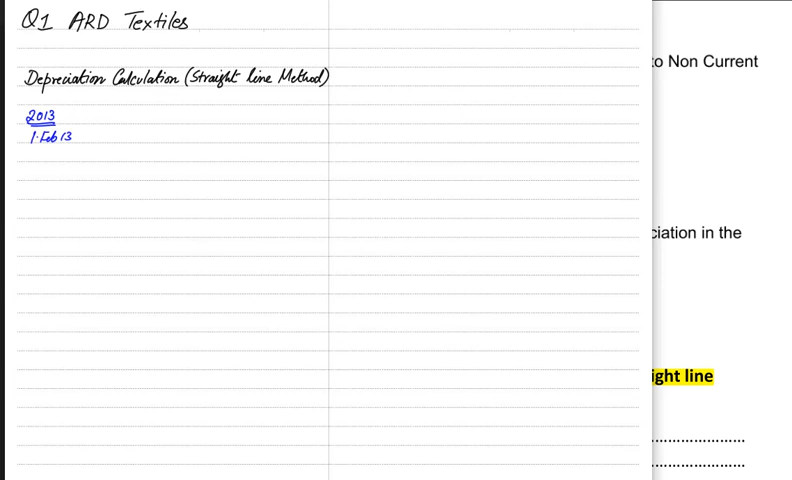 Q1 ARD Textiles
to Non Current
Depreciation Calculation (Straight line Method)
2013
1·Feb 13
ciation in the
ight line
........................
........................